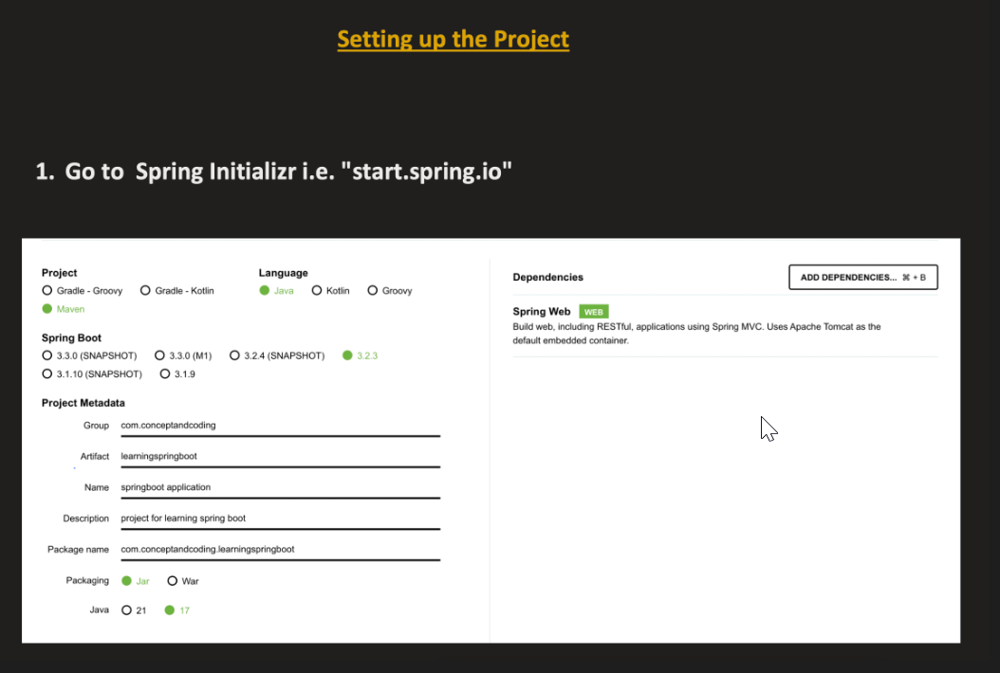 Setting up the Project
1. Go to Spring Initializr i.e. "start.spring.io"
Project
Gradle - Groovy Gradle - Kotlin
Maven
Language
Java Kotlin Groovy
Spring Boot
3.3.0 (SNAPSHOT) 3.3.0 (M1) 3.2.4 (SNAPSHOT) 3.2.3
3.1.10 (SNAPSHOT) 3.1.9
Project Metadata
Group com.conceptandcoding
Artifact learningspringboot
Name springboot application
Description project for learning spring boot
Package name com.conceptandcoding.learningspringboot
Packaging Jar War
Java 21 17
Dependencies
ADD DEPENDENCIES... ⌘ + B
Spring Web WEB
Build web, including RESTful, applications using Spring MVC. Uses Apache Tomcat as the
default embedded container.